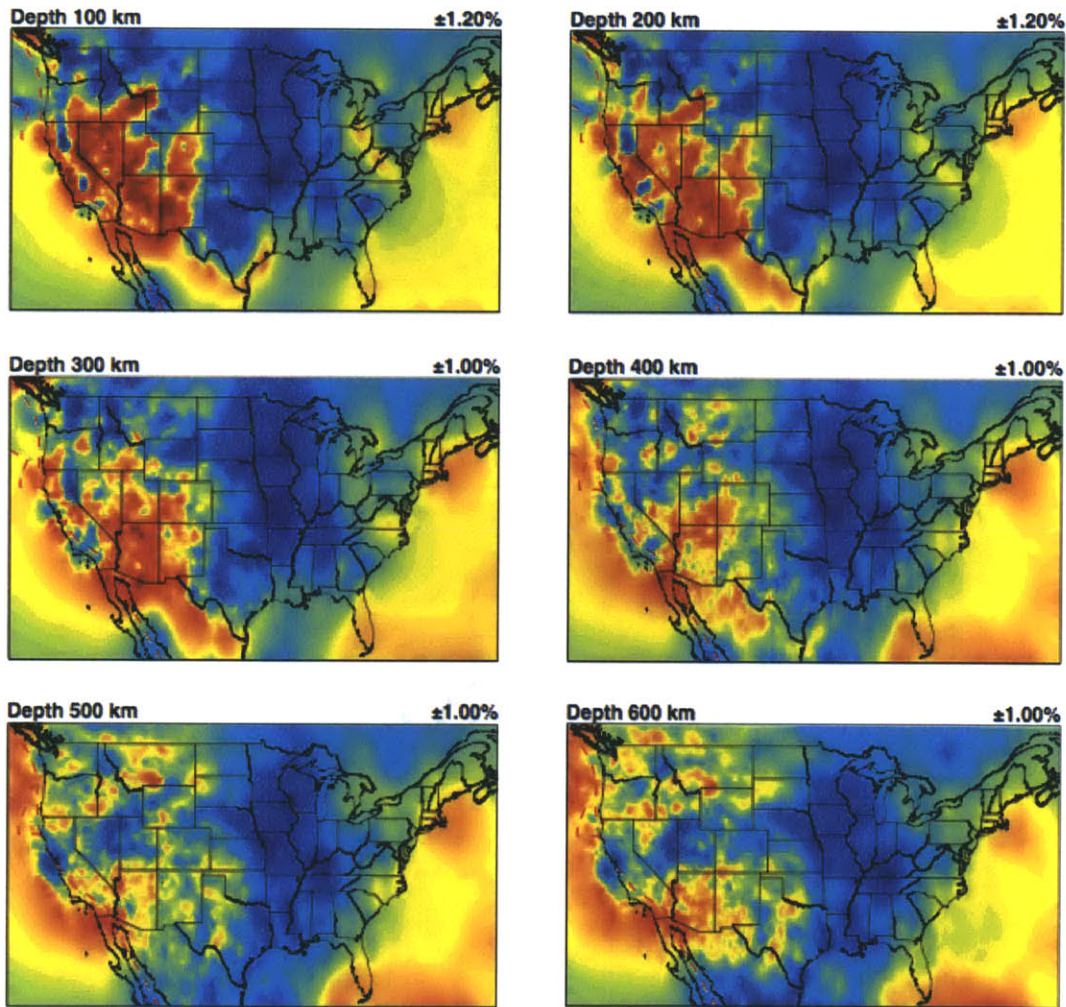 Depth 100 km ±1.20%
Depth 200 km ±1.20%
Depth 300 km ±1.00%
Depth 400 km ±1.00%
Depth 500 km ±1.00%
Depth 600 km ±1.00%